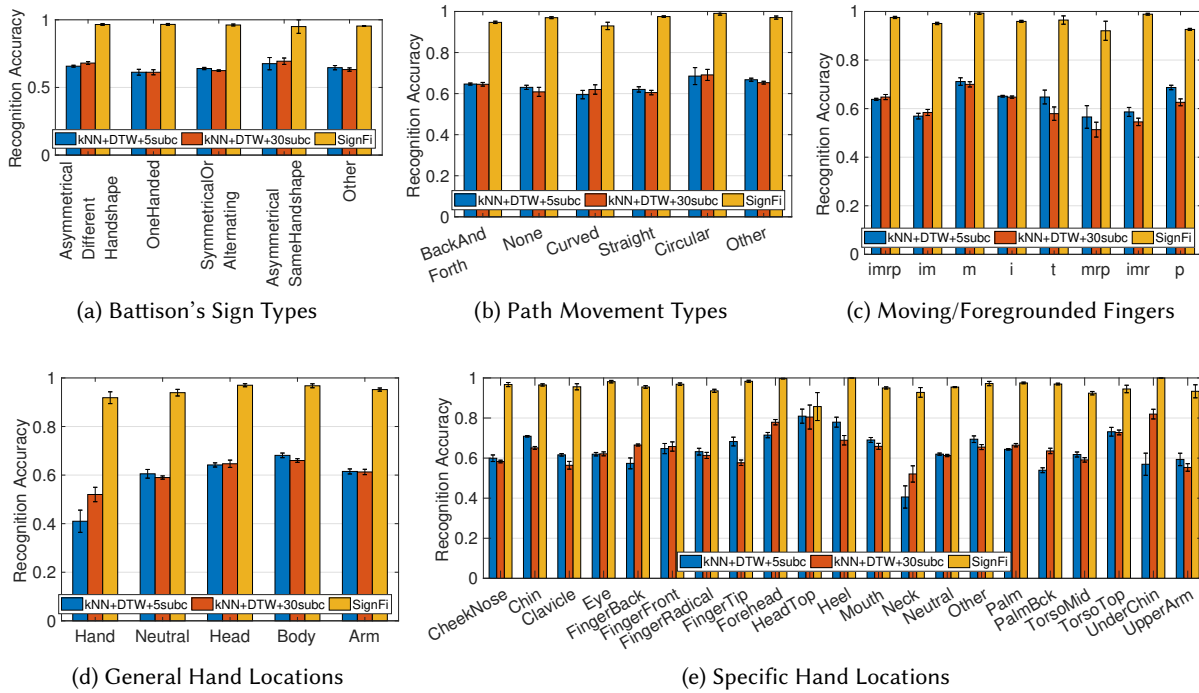 Recognition Accuracy
1
0.5
0
kNN+DTW+5subc kNN+DTW+30subc SignFi
Asymmetrical
Different
Handshape
OneHanded
SymmetricalOr
Alternating
Asymmetrical
SameHandshape
Other
(a) Battison's Sign Types
Recognition Accuracy
1
0.8
0.6
0.4
0.2
0
kNN+DTW+5subc kNN+DTW+30subc SignFi
BackAnd
Forth
None
Curved
Straight
Circular
Other
(b) Path Movement Types
Recognition Accuracy
1
0.8
0.6
0.4
0.2
0
kNN+DTW+5subc kNN+DTW+30subc SignFi
imrp im m i t mrp imr p
(c) Moving/Foregrounded Fingers
Recognition Accuracy
1
0.8
0.6
0.4
0.2
0
kNN+DTW+5subc kNN+DTW+30subc SignFi
Hand Neutral Head Body Arm
(d) General Hand Locations
Recognition Accuracy
1
0.8
0.6
0.4
0.2
0
kNN+DTW+5subc kNN+DTW+30subc SignFi
CheekNose
Chin
Clavicle
Eye
FingerBack
FingerFront
FingerRadical
FingerTip
Forehead
HeadTop
Heel
Mouth
Neck
Neutral
Other
Palm
PalmBck
TorsoMid
TorsoTop
UnderChin
UpperArm
(e) Specific Hand Locations